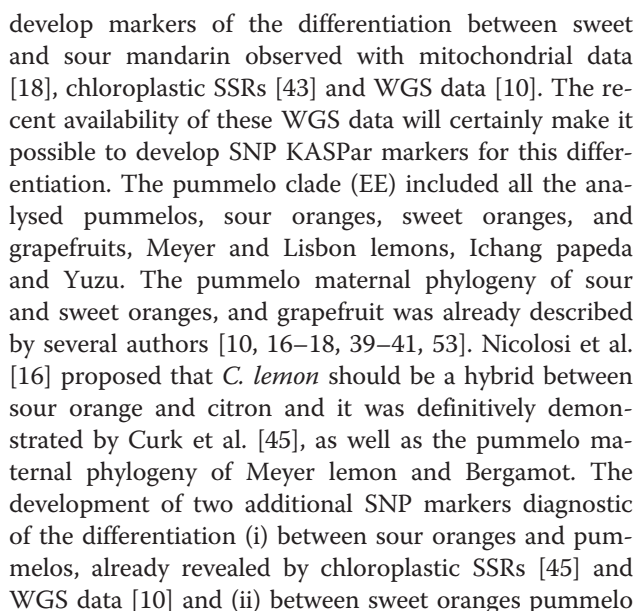 develop markers of the differentiation between sweet
and sour mandarin observed with mitochondrial data
[18], chloroplastic SSRs [43] and WGS data [10]. The re-
cent availability of these WGS data will certainly make it
possible to develop SNP KASPar markers for this differ-
entiation. The pummelo clade (EE) included all the ana-
lysed pummelos, sour oranges, sweet oranges, and
grapefruits, Meyer and Lisbon lemons, Ichang papeda
and Yuzu. The pummelo maternal phylogeny of sour
and sweet oranges, and grapefruit was already described
by several authors [10, 16–18, 39–41, 53]. Nicolosi et al.
[16] proposed that C. lemon should be a hybrid between
sour orange and citron and it was definitively demon-
strated by Curk et al. [45], as well as the pummelo ma-
ternal phylogeny of Meyer lemon and Bergamot. The
development of two additional SNP markers diagnostic
of the differentiation (i) between sour oranges and pum-
melos, already revealed by chloroplastic SSRs [45] and
WGS data [10] and (ii) between sweet oranges pummelo